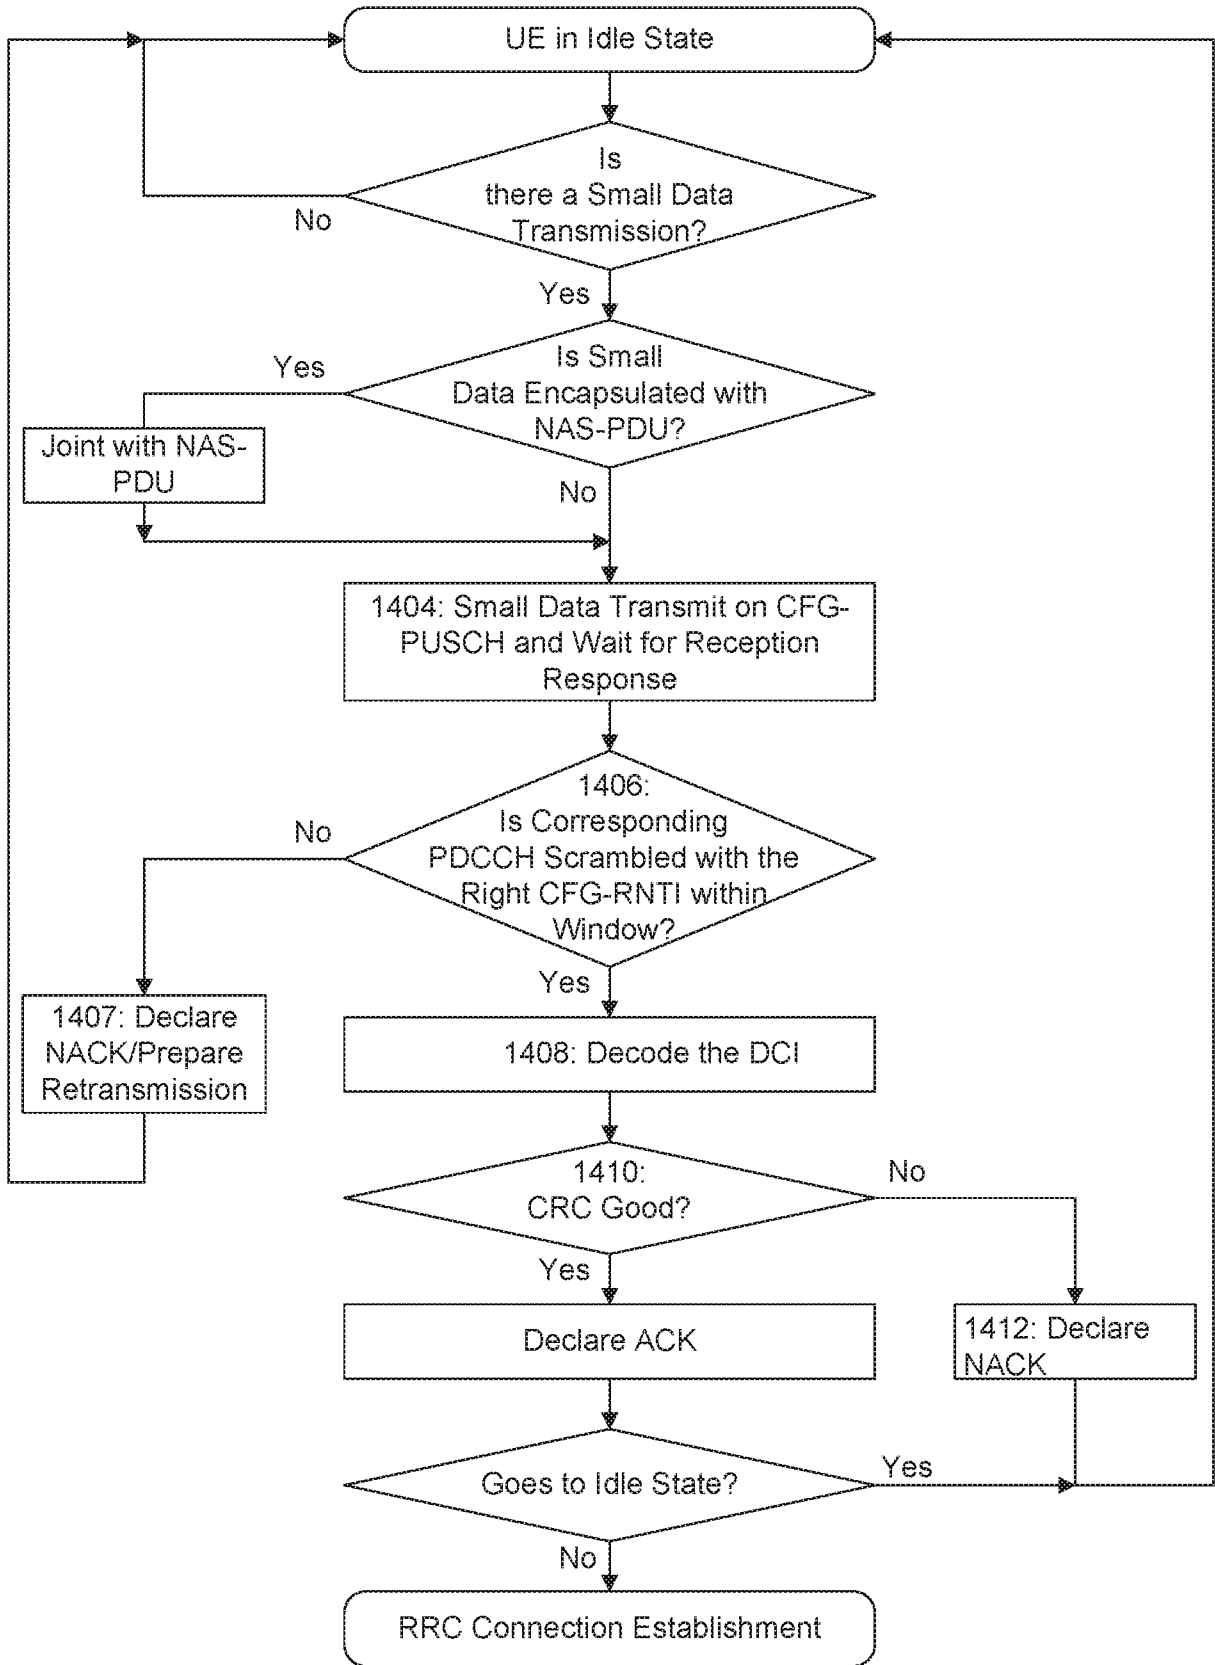 UE in Idle State
Is
there a Small Data
Transmission?
No
Yes
Is Small
Data Encapsulated with
NAS-PDU?
Yes
Joint with NAS-
PDU
No
1404: Small Data Transmit on CFG-
PUSCH and Wait for Reception
Response
1406:
Is Corresponding
PDCCH Scrambled with the
Right CFG-RNTI within
Window?
No
Yes
1407: Declare
NACK/Prepare
Retransmission
1408: Decode the DCI
1410:
CRC Good?
No
Yes
Declare ACK
1412: Declare
NACK
Goes to Idle State?
Yes
No
RRC Connection Establishment